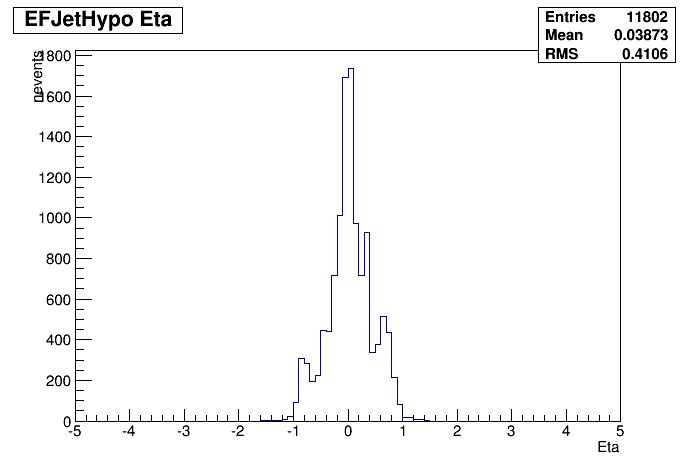 EFJetHypo Eta
Entries 11802
Mean 0.03873
RMS 0.4106
nevents
1800
1600
1400
1200
1000
800
600
400
200
0
-5 -4 -3 -2 -1 0 1 2 3 4 5
Eta